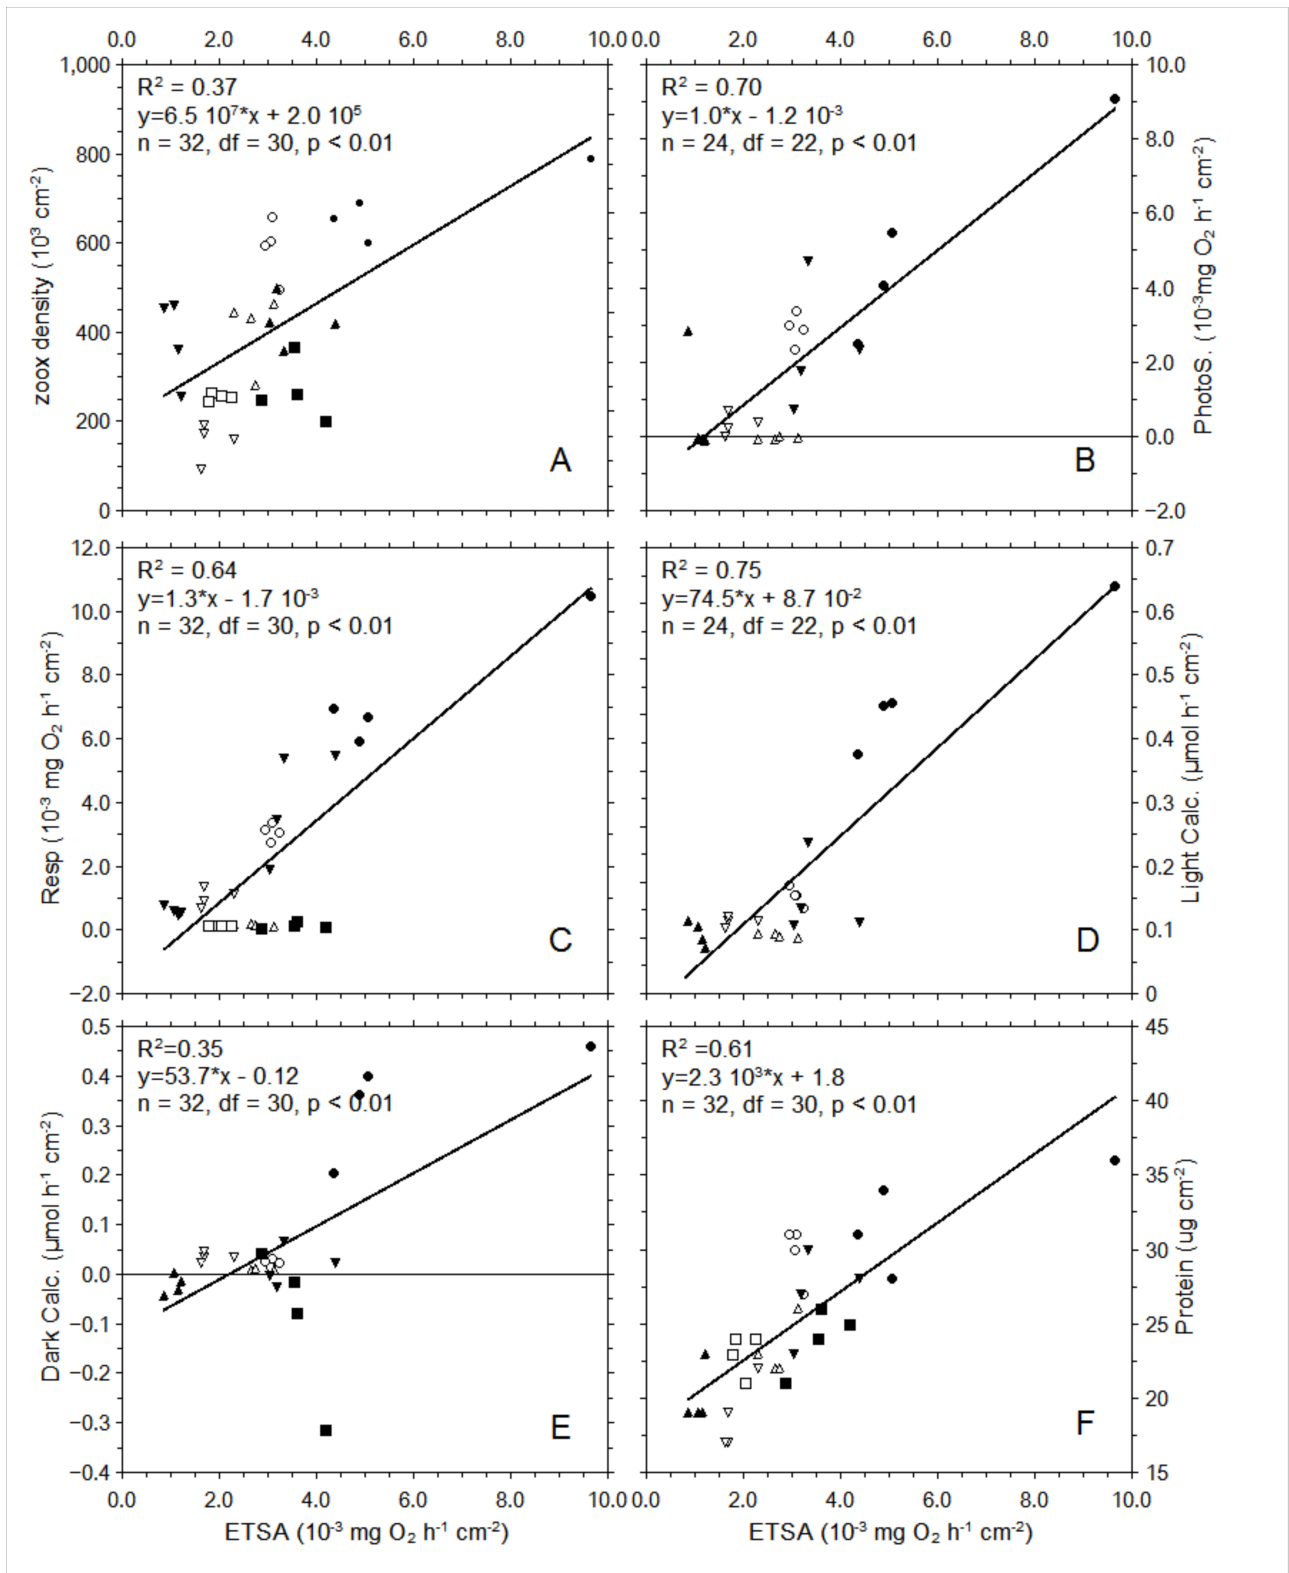 0.0 2.0 4.0 6.0 8.0 10.0 0.0 2.0 4.0 6.0 8.0 10.0
1,000
800
600
400
200
0
zoox density (10³ cm⁻²)
R² = 0.37
y=6.5 10⁷*x + 2.0 10⁵
n = 32, df = 30, p < 0.01
A
R² = 0.70
y=1.0*x - 1.2 10⁻³
n = 24, df = 22, p < 0.01
B
10.0
8.0
6.0
4.0
2.0
0.0
−2.0
PhotoS. (10⁻³mg O₂ h⁻¹ cm⁻²)
12.0
10.0
8.0
6.0
4.0
2.0
0.0
−2.0
Resp (10⁻³ mg O₂ h⁻¹ cm⁻²)
R² = 0.64
y=1.3*x - 1.7 10⁻³
n = 32, df = 30, p < 0.01
C
R² = 0.75
y=74.5*x + 8.7 10⁻²
n = 24, df = 22, p < 0.01
D
0.7
0.6
0.5
0.4
0.3
0.2
0.1
0
Light Calc. (µmol h⁻¹ cm⁻²)
0.5
0.4
0.3
0.2
0.1
0.0
−0.1
−0.2
−0.3
−0.4
Dark Calc. (µmol h⁻¹ cm⁻²)
R²=0.35
y=53.7*x - 0.12
n = 32, df = 30, p < 0.01
E
R² =0.61
y=2.3 10³*x + 1.8
n = 32, df = 30, p < 0.01
F
45
40
35
30
25
20
15
Protein (ug cm⁻²)
0.0 2.0 4.0 6.0 8.0 10.0 0.0 2.0 4.0 6.0 8.0 10.0
ETSA (10⁻³ mg O₂ h⁻¹ cm⁻²)
ETSA (10⁻³ mg O₂ h⁻¹ cm⁻²)